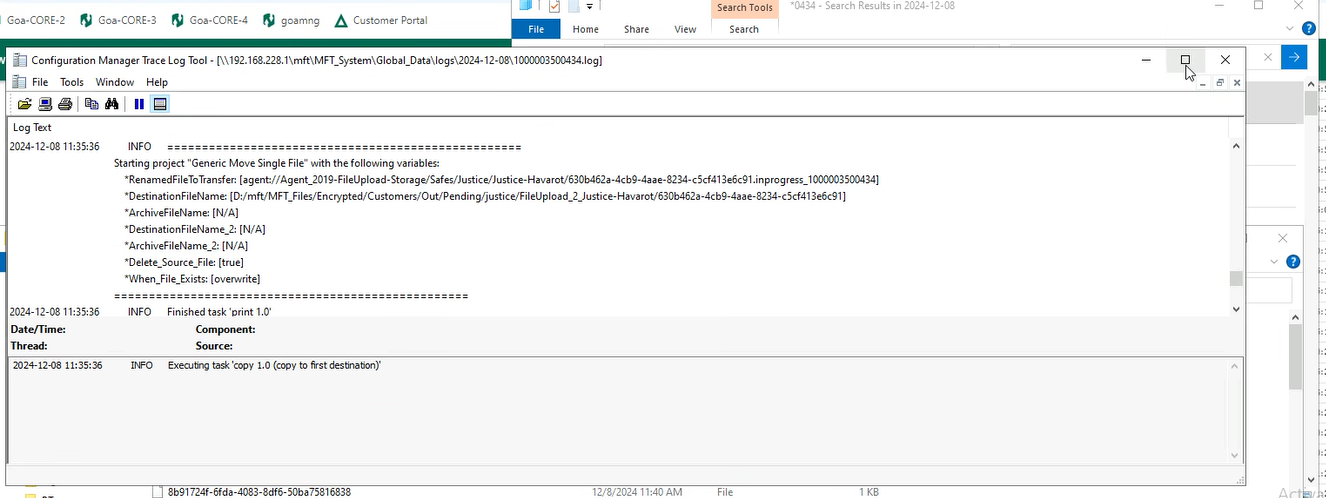 Goa-CORE-2 Goa-CORE-3 Goa-CORE-4 goamng Customer Portal
Search Tools *0434 - Search Results in 2024-12-08
File Home Share View Search
Configuration Manager Trace Log Tool - [\\192.168.228.1\mft\MFT_System\Global_Data\logs\2024-12-08\1000003500434.log]
File Tools Window Help
Log Text
2024-12-08 11:35:36 INFO ===================================================
Starting project "Generic Move Single File" with the following variables:
*RenamedFileToTransfer: [agent://Agent_2019-FileUpload-Storage/Safes/Justice/Justice-Havarot/630b462a-4cb9-4aae-8234-c5cf413e6c91.inprogress_1000003500434]
*DestinationFileName: [D:/mft/MFT_Files/Encrypted/Customers/Out/Pending/justice/FileUpload_2_Justice-Havarot/630b462a-4cb9-4aae-8234-c5cf413e6c91]
*ArchiveFileName: [N/A]
*DestinationFileName_2: [N/A]
*ArchiveFileName_2: [N/A]
*Delete_Source_File: [true]
*When_File_Exists: [overwrite]
===================================================
2024-12-08 11:35:36 INFO Finished task 'print 1.0'
Date/Time: Component:
Thread: Source:
2024-12-08 11:35:36 INFO Executing task 'copy 1.0 (copy to first destination)'
8b91724f-6fda-4083-8df6-50ba75816838 12/8/2024 11:40 AM File 1 KB